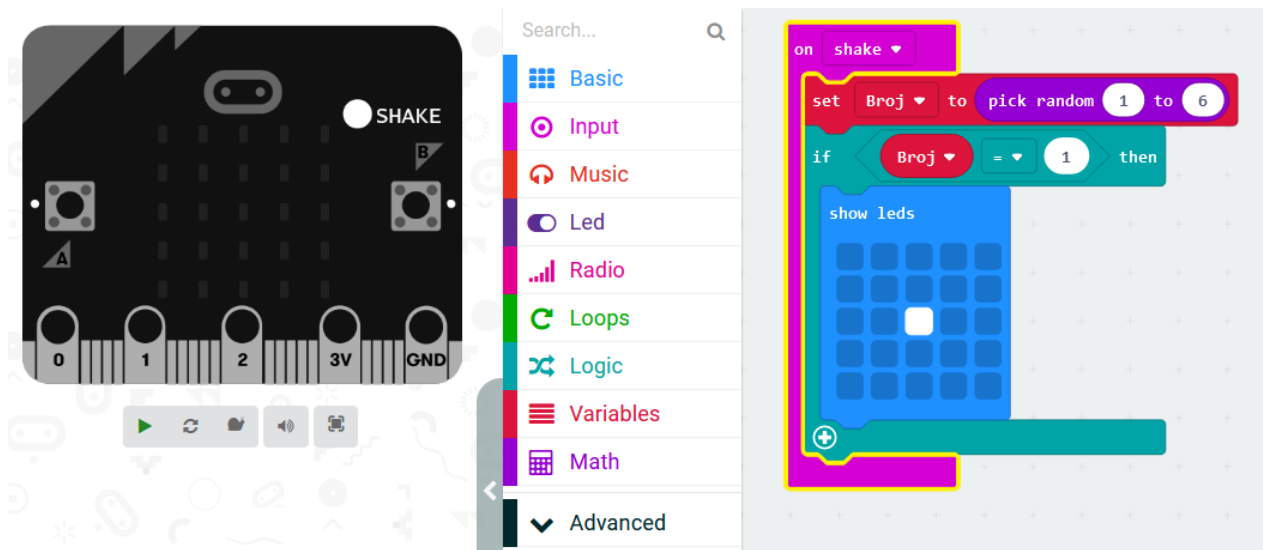 SHAKE
B
A
0 1 2 3V GND
Search...
Basic
Input
Music
Led
Radio
Loops
Logic
Variables
Math
Advanced
on shake
set Broj to pick random 1 to 6
if Broj = 1 then
show leds